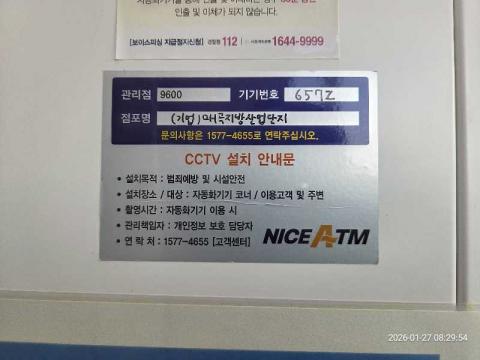 인출 및 이체가 되지 않습니다.
[보이스피싱 지급정지신청] 경찰청 112 1644-9999
관리점 9600 기기번호 6572
점포명 (기업)매곡지방산업단지
문의사항은 1577-4655로 연락주십시오.
CCTV 설치 안내문
• 설치목적 : 범죄예방 및 시설안전
• 설치장소 / 대상 : 자동화기기 코너 / 이용고객 및 주변
• 촬영시간 : 자동화기기 이용 시
• 관리책임자 : 개인정보 보호 담당자
• 연 락 처 : 1577-4655 [고객센터]
NICE ATM
2026-01-27 08:29:54